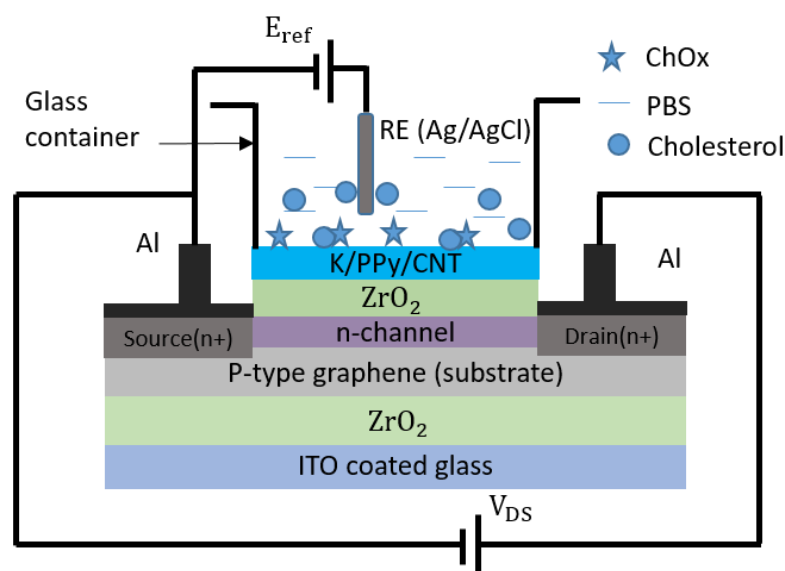 E_ref
Glass
container
RE (Ag/AgCl)
ChOx
PBS
Cholesterol
Al
Al
K/PPy/CNT
ZrO₂
n-channel
Source(n+)
Drain(n+)
P-type graphene (substrate)
ZrO₂
ITO coated glass
V_DS